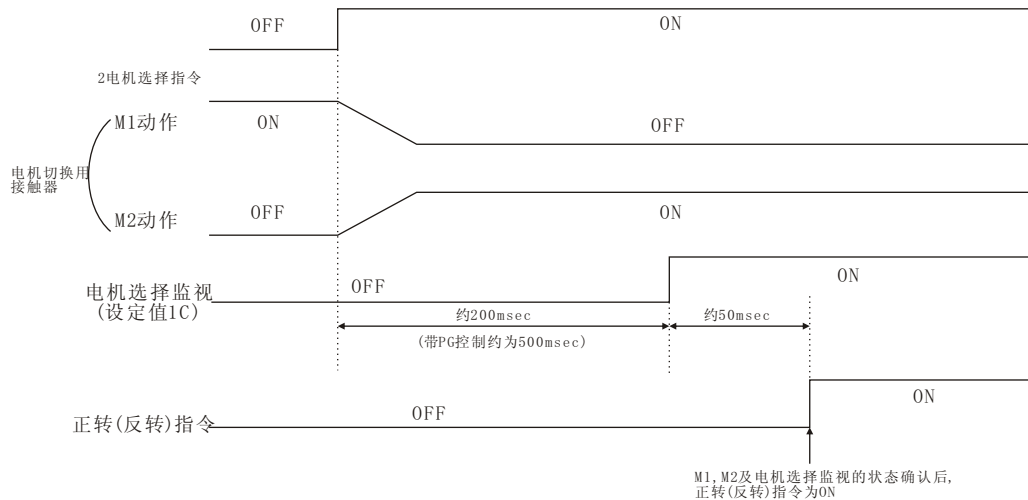 OFF
ON
2电机选择指令
M1动作
ON
OFF
电机切换用
接触器
M2动作
OFF
ON
电机选择监视
(设定值1C)
OFF
ON
约200msec
约50msec
(带PG控制约为500msec)
正转(反转)指令
OFF
ON
M1,M2及电机选择监视的状态确认后,
正转(反转)指令为ON